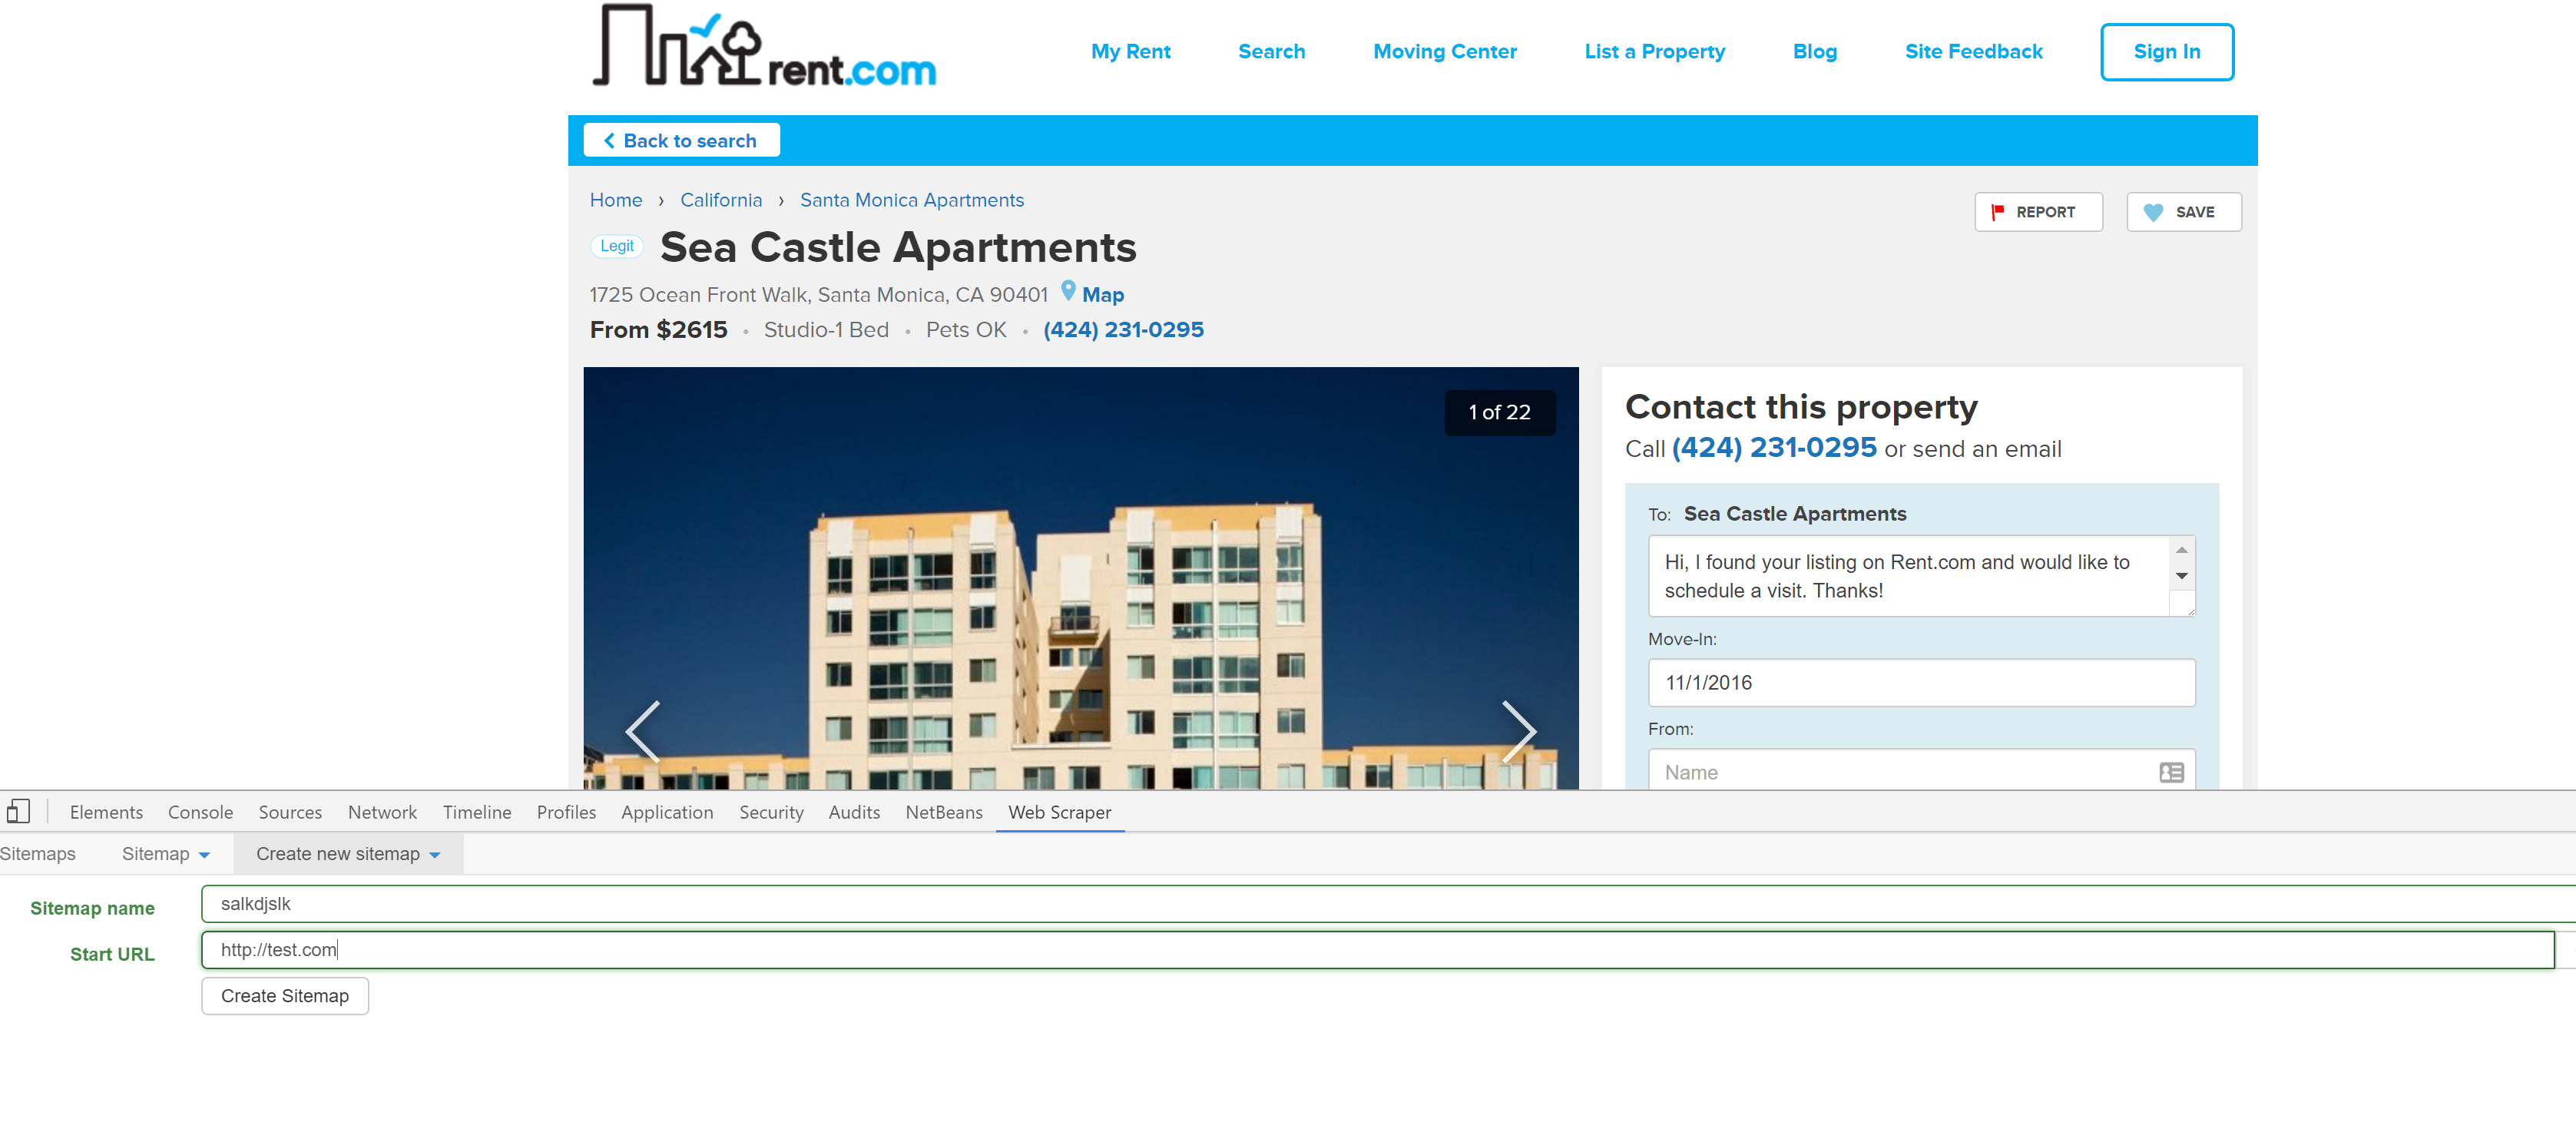 rent.com
My Rent Search Moving Center List a Property Blog Site Feedback Sign In
Back to search
Home › California › Santa Monica Apartments
REPORT SAVE
Legit Sea Castle Apartments
1725 Ocean Front Walk, Santa Monica, CA 90401 Map
From $2615 • Studio-1 Bed • Pets OK • (424) 231-0295
1 of 22
Contact this property
Call (424) 231-0295 or send an email
To: Sea Castle Apartments
Hi, I found your listing on Rent.com and would like to
schedule a visit. Thanks!
Move-In:
11/1/2016
From:
Name
Elements Console Sources Network Timeline Profiles Application Security Audits NetBeans Web Scraper
Sitemaps Sitemap Create new sitemap
Sitemap name salkdjslk
Start URL http://test.com
Create Sitemap